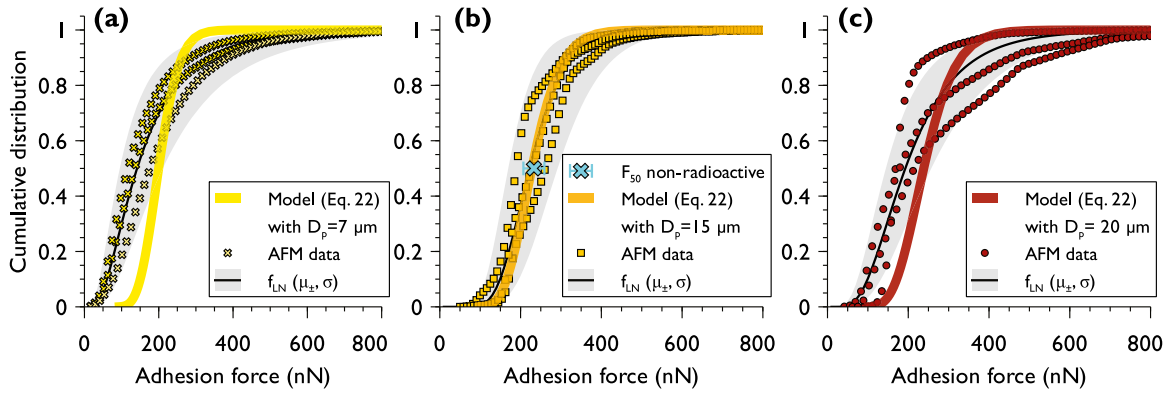 (a)
(b)
(c)
Cumulative distribution
1
0.8
0.6
0.4
0.2
0
Model (Eq. 22)
with Dₚ=7 µm
AFM data
f_LN (µ±, σ)
0 200 400 600 800
Adhesion force (nN)
1
0.8
0.6
0.4
0.2
0
F₅₀ non-radioactive
Model (Eq. 22)
with Dₚ=15 µm
AFM data
f_LN (µ±, σ)
0 200 400 600 800
Adhesion force (nN)
1
0.8
0.6
0.4
0.2
0
Model (Eq. 22)
with Dₚ= 20 µm
AFM data
f_LN (µ±, σ)
0 200 400 600 800
Adhesion force (nN)